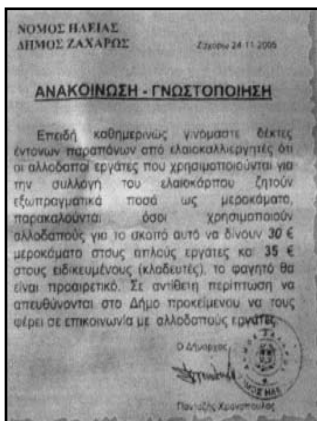 ΝΟΜΟΣ ΗΛΕΙΑΣ
ΔΗΜΟΣ ΖΑΧΑΡΩΣ
Ζαχάρω 24-11-2005
ΑΝΑΚΟΙΝΩΣΗ - ΓΝΩΣΤΟΠΟΙΗΣΗ
Επειδή καθημερινώς γινόμαστε δέκτες
έντονων παραπόνων από ελαιοκαλλιεργητές ότι
οι αλλοδαποί εργάτες που χρησιμοποιούνται για
την συλλογή του ελαιόκαρπου ζητούν
εξωπραγματικά ποσά ως μεροκάματο,
παρακαλούνται όσοι χρησιμοποιούν
αλλοδαπούς για το σκοπό αυτό να δίνουν 30 €
μεροκάματο στους απλούς εργάτες και 35 €
στους ειδικευμένους (κλαδευτές), το φαγητό θα
είναι προαιρετικό. Σε αντίθετη περίπτωση να
απευθύνονται στο Δήμο προκειμένου να τους
φέρει σε επικοινωνία με αλλοδαπούς εργάτες.
Ο Δήμαρχος
Πανταζής Χρονόπουλος